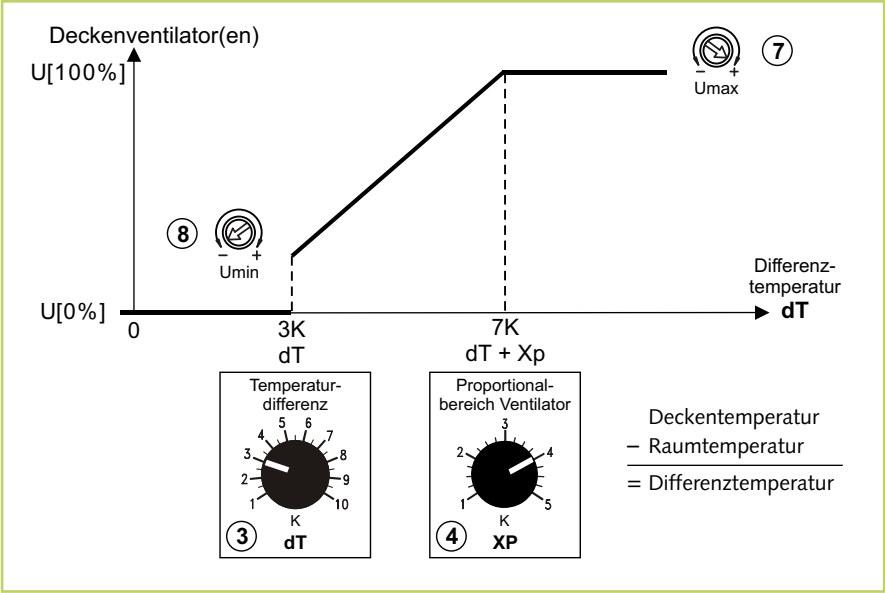 Deckenventilator(en)
U[100%]
7
– +
Umax
8
– +
Umin
Differenz-
temperatur
dT
U[0%]
0
3K
dT
7K
dT + Xp
Temperatur-
differenz
1 2 3 4 5 6 7 8 9 10
K
3
dT
Proportional-
bereich Ventilator
1 2 3 4 5
K
4
XP
Deckentemperatur
– Raumtemperatur
= Differenztemperatur